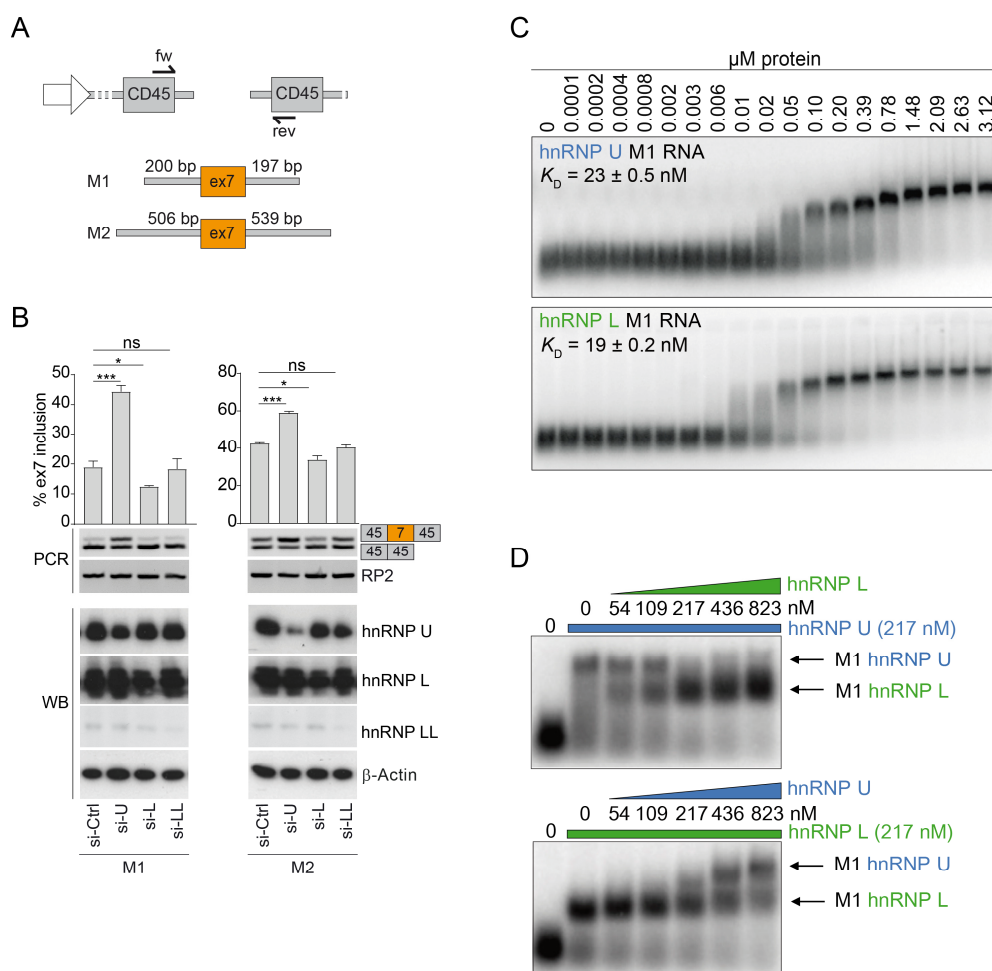 A
fw
CD45
CD45
rev
200 bp
197 bp
M1
ex7
506 bp
539 bp
M2
ex7
B
ns
*
***
% ex7 inclusion
50
40
30
20
10
0
ns
*
***
80
60
40
20
0
PCR
45 7 45
45 45
RP2
WB
hnRNP U
hnRNP L
hnRNP LL
β-Actin
si-Ctrl
si-U
si-L
si-LL
M1
si-Ctrl
si-U
si-L
si-LL
M2
C
µM protein
0 0.0001 0.0002 0.0004 0.0008 0.002 0.003 0.006 0.01 0.02 0.05 0.10 0.20 0.39 0.78 1.48 2.09 2.63 3.12
hnRNP U M1 RNA
KD = 23 ± 0.5 nM
hnRNP L M1 RNA
KD = 19 ± 0.2 nM
D
hnRNP L
0 54 109 217 436 823 nM
0 hnRNP U (217 nM)
M1 hnRNP U
M1 hnRNP L
hnRNP U
0 54 109 217 436 823 nM
0 hnRNP L (217 nM)
M1 hnRNP U
M1 hnRNP L